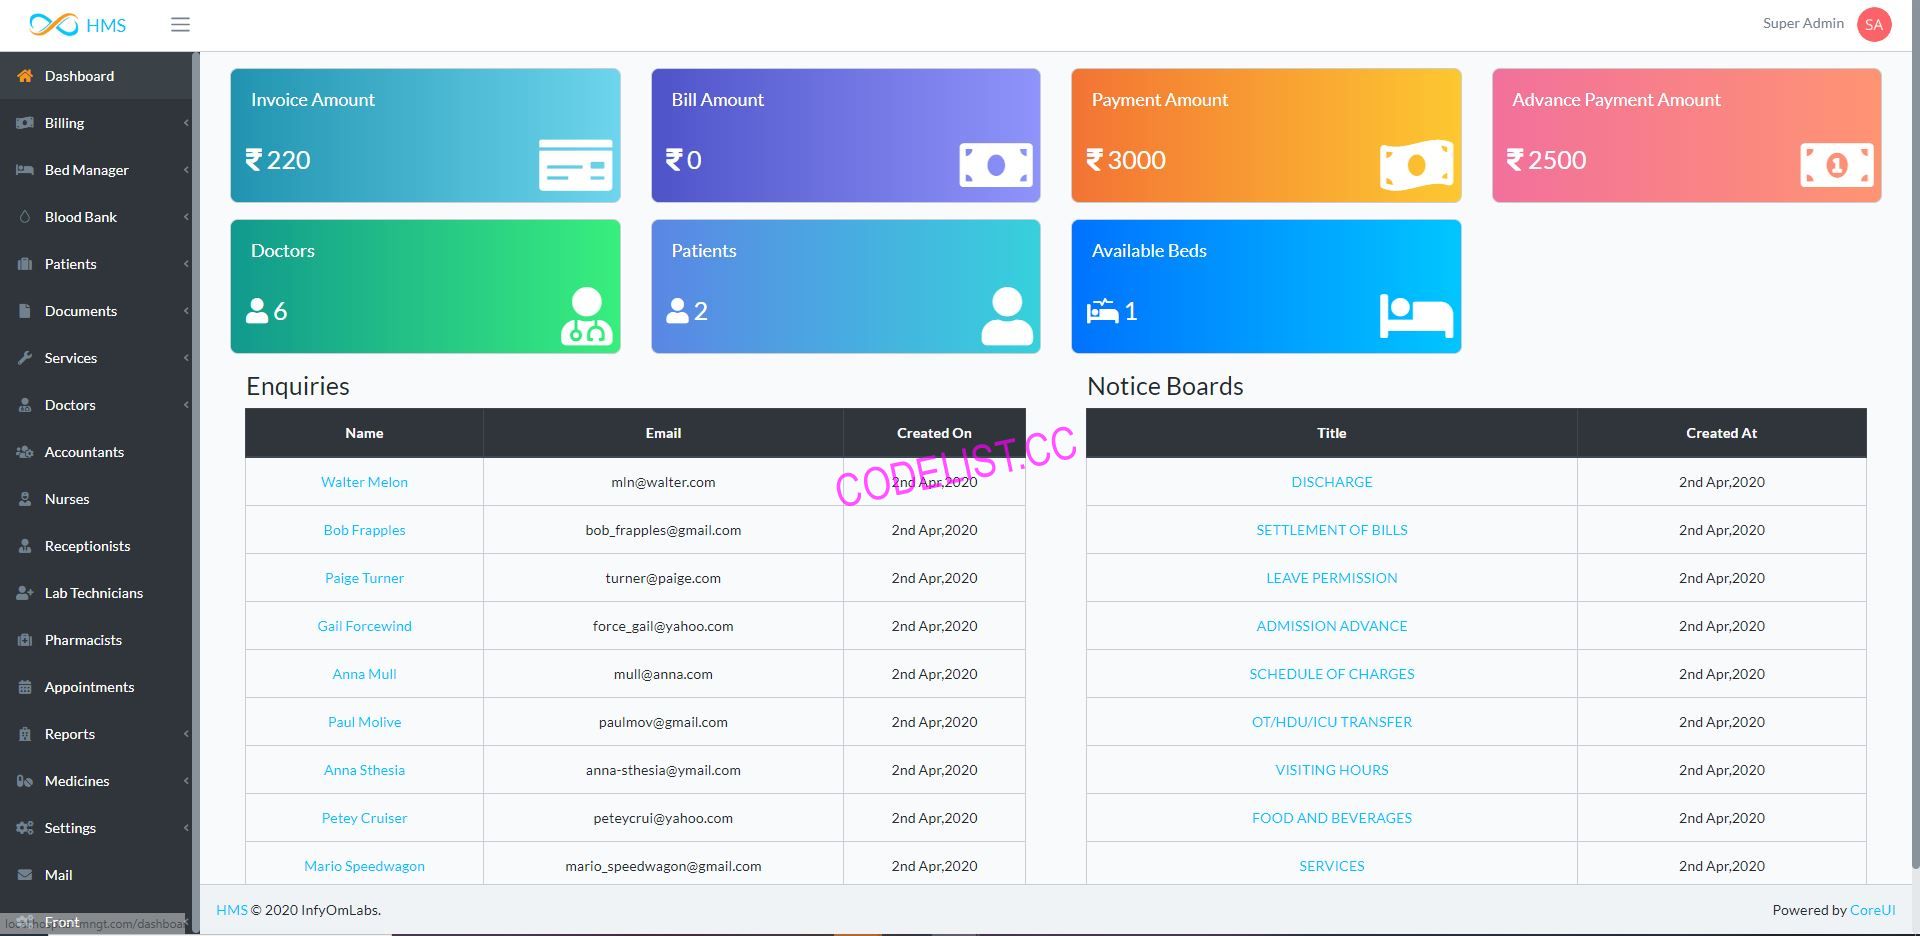 HMS
Super Admin SA
Dashboard
Billing
Bed Manager
Blood Bank
Patients
Documents
Services
Doctors
Accountants
Nurses
Receptionists
Lab Technicians
Pharmacists
Appointments
Reports
Medicines
Settings
Mail
Front
Invoice Amount
₹ 220
Bill Amount
₹ 0
Payment Amount
₹ 3000
Advance Payment Amount
₹ 2500
1
Doctors
6
Patients
2
Available Beds
1
Enquiries
Name Email Created On
Walter Melon mln@walter.com 2nd Apr,2020
Bob Frapples bob_frapples@gmail.com 2nd Apr,2020
Paige Turner turner@paige.com 2nd Apr,2020
Gail Forcewind force_gail@yahoo.com 2nd Apr,2020
Anna Mull mull@anna.com 2nd Apr,2020
Paul Molive paulmov@gmail.com 2nd Apr,2020
Anna Sthesia anna-sthesia@ymail.com 2nd Apr,2020
Petey Cruiser peteycrui@yahoo.com 2nd Apr,2020
Mario Speedwagon mario_speedwagon@gmail.com 2nd Apr,2020
CODELIST.CC
Notice Boards
Title Created At
DISCHARGE 2nd Apr,2020
SETTLEMENT OF BILLS 2nd Apr,2020
LEAVE PERMISSION 2nd Apr,2020
ADMISSION ADVANCE 2nd Apr,2020
SCHEDULE OF CHARGES 2nd Apr,2020
OT/HDU/ICU TRANSFER 2nd Apr,2020
VISITING HOURS 2nd Apr,2020
FOOD AND BEVERAGES 2nd Apr,2020
SERVICES 2nd Apr,2020
HMS © 2020 InfyOmLabs.
Powered by CoreUI